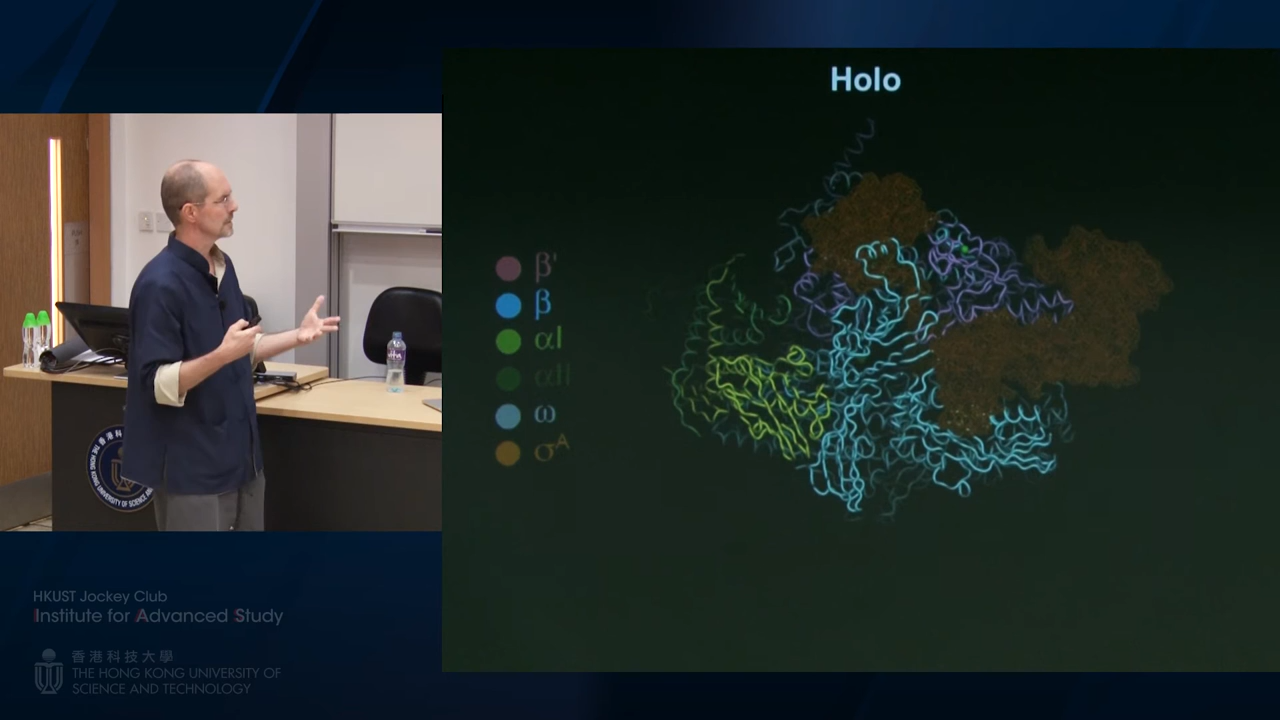 Holo
β'
β
αI
αII
ω
σA
HKUST Jockey Club
Institute for Advanced Study
香港科技大學
THE HONG KONG UNIVERSITY OF
SCIENCE AND TECHNOLOGY